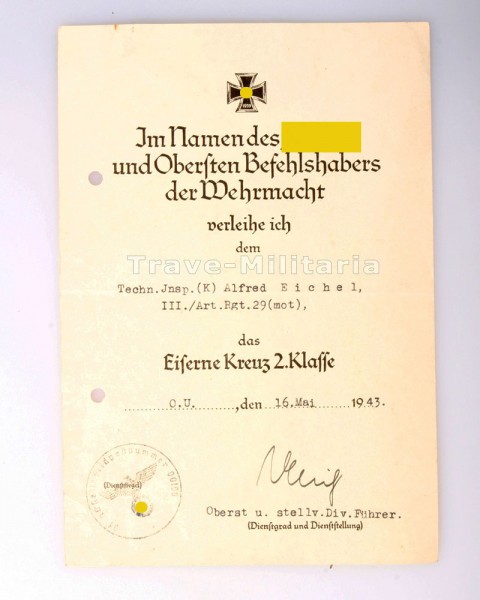 Im Namen des
und Obersten Befehlshabers
der Wehrmacht
verleihe ich
dem
Trave-Militaria
Techn.Jnsp.(K) Alfred E i c h e l,
III./Art.Rgt.29(mot),
das
Eiserne Kreuz 2.Klasse
O.U. , den 16.Mai 1943.
(Dienstsiegel)
Oberst u. stellv.Div.Führer.
(Dienstgrad und Dienststellung)